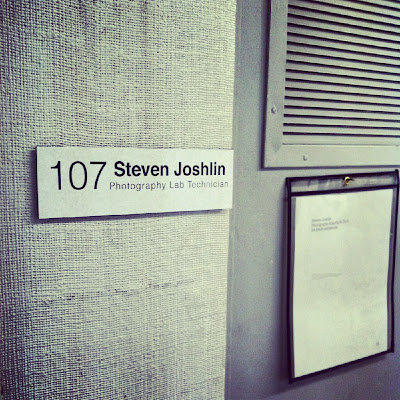 107 Steven Joshlin
Photography Lab Technician